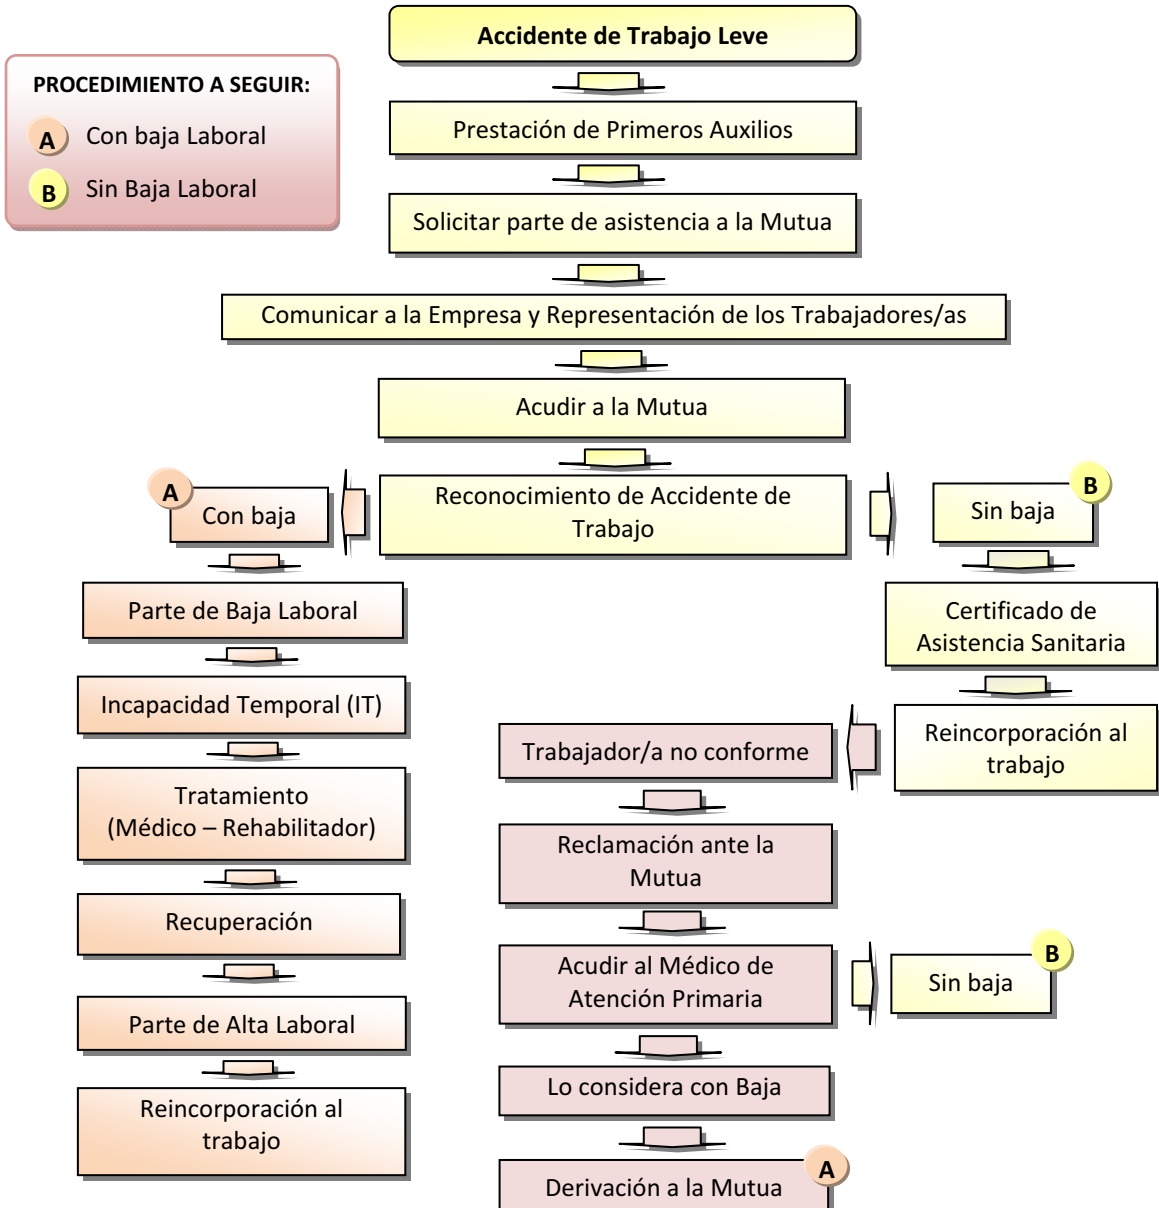 Accidente de Trabajo Leve
PROCEDIMIENTO A SEGUIR:
A Con baja Laboral
B Sin Baja Laboral
Prestación de Primeros Auxilios
Solicitar parte de asistencia a la Mutua
Comunicar a la Empresa y Representación de los Trabajadores/as
Acudir a la Mutua
Reconocimiento de Accidente de
Trabajo
A
Con baja
Parte de Baja Laboral
Incapacidad Temporal (IT)
Tratamiento
(Médico – Rehabilitador)
Recuperación
Parte de Alta Laboral
Reincorporación al
trabajo
B
Sin baja
Certificado de
Asistencia Sanitaria
Reincorporación al
trabajo
Trabajador/a no conforme
Reclamación ante la
Mutua
Acudir al Médico de
Atención Primaria
B
Sin baja
Lo considera con Baja
A
Derivación a la Mutua